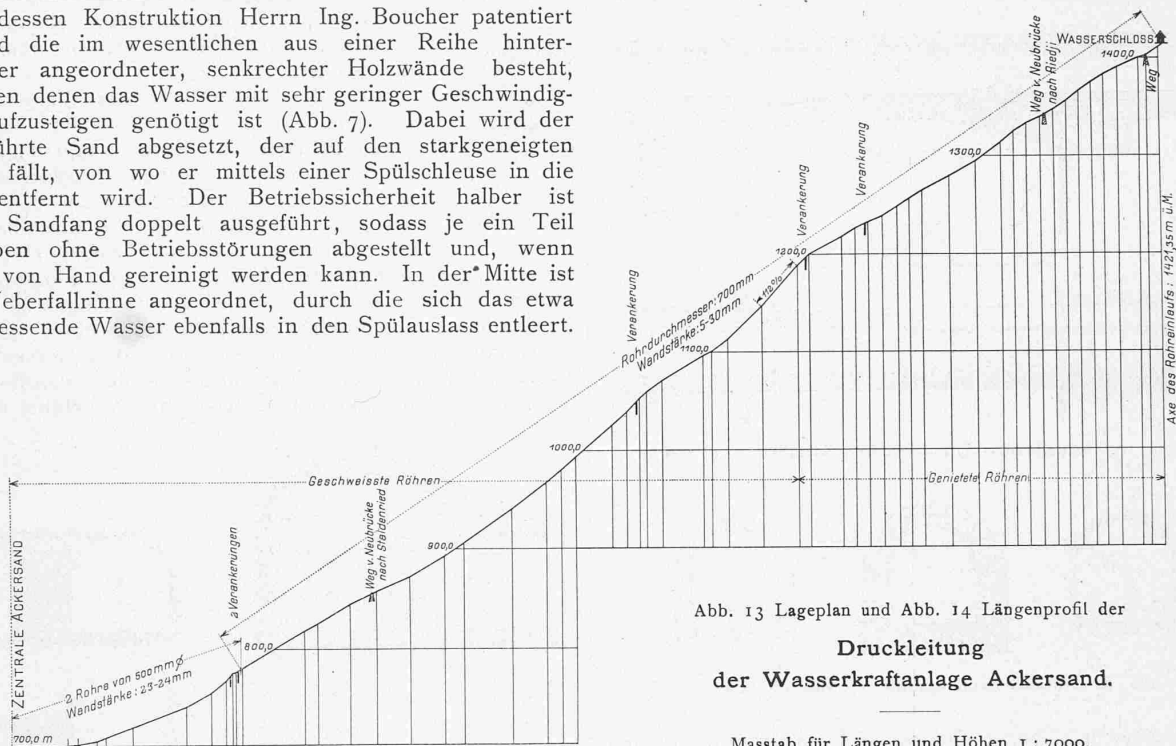 dessen Konstruktion Herrn Ing. Boucher patentiert
d die im wesentlichen aus einer Reihe hinter-
er angeordneter, senkrechter Holzwände besteht,
en denen das Wasser mit sehr geringer Geschwindig-
ufzusteigen genötigt ist (Abb. 7). Dabei wird der
ührte Sand abgesetzt, der auf den starkgeneigten
fällt, von wo er mittels einer Spülschleuse in die
entfernt wird. Der Betriebssicherheit halber ist
Sandfang doppelt ausgeführt, sodass je ein Teil
ben ohne Betriebsstörungen abgestellt und, wenn
von Hand gereinigt werden kann. In der Mitte ist
eberfallrinne angeordnet, durch die sich das etwa
essende Wasser ebenfalls in den Spülauslass entleert.
WASSERSCHLOSS
1400,0
Weg
Weg v. Neubrücke
nach Riedji
1300,0
Verankerung
Verankerung
1200,0
112%
Rohrdurchmesser: 700mm
Wandstärke: 5-30mm
Verankerung
1100,0
Axe des Rohreinlaufs: 1421,35m ü.M.
1000,0
Geschweisste Röhren
Genietete Röhren
Weg v. Neubrücke
nach Staldenried
900,0
2 Verankerungen
800,0
2 Rohre von 500mm ϕ
Wandstärke: 23-24mm
ZENTRALE ACKERSAND
700,0 m
Abb. 13 Lageplan und Abb. 14 Längenprofil der
Druckleitung
der Wasserkraftanlage Ackersand.
Masstab für Längen und Höhen 1 : 7000